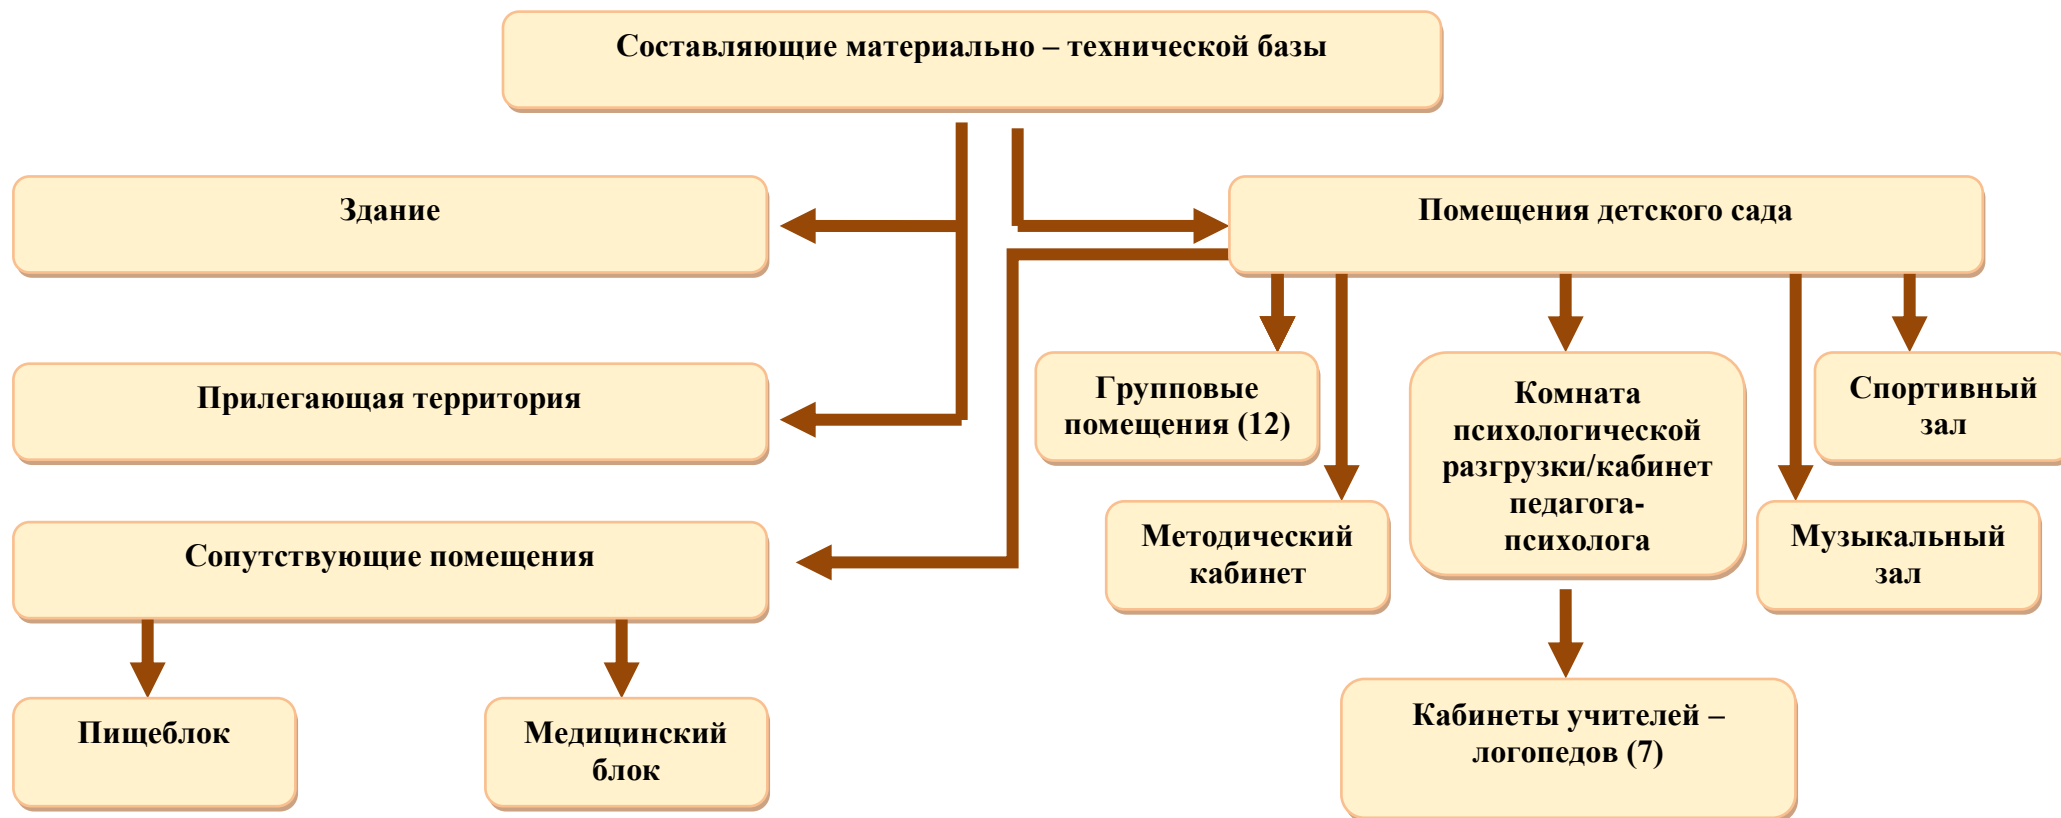 Составляющие материально – технической базы
Здание
Помещения детского сада
Прилегающая территория
Групповые
помещения (12)
Комната
психологической
разгрузки/кабинет
педагога-
психолога
Спортивный
зал
Сопутствующие помещения
Методический
кабинет
Музыкальный
зал
Пищеблок
Медицинский
блок
Кабинеты учителей –
логопедов (7)